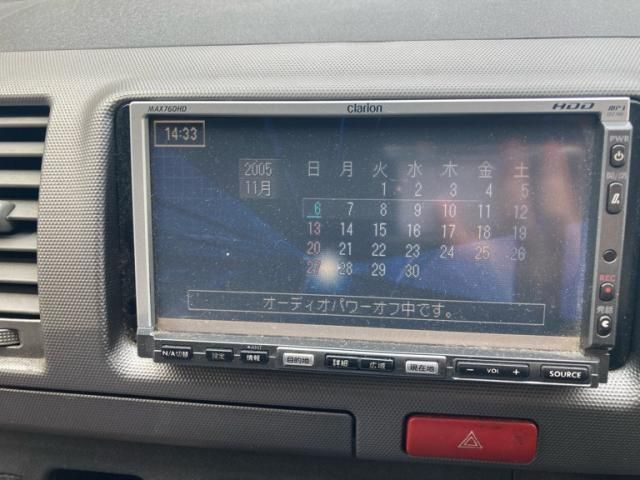 MAX760HD clarion HDD MP3
PWR
14:33
2005
11月
日 月 火 水 木 金 土
1 2 3 4 5
6 7 8 9 10 11 12
13 14 15 16 17 18 19
20 21 22 23 24 25 26
27 28 29 30
オーディオパワーオフ中です。
REC
発話
N/A切替 設定 情報 目的地 詳細 広域 現在地 − VOL + SOURCE